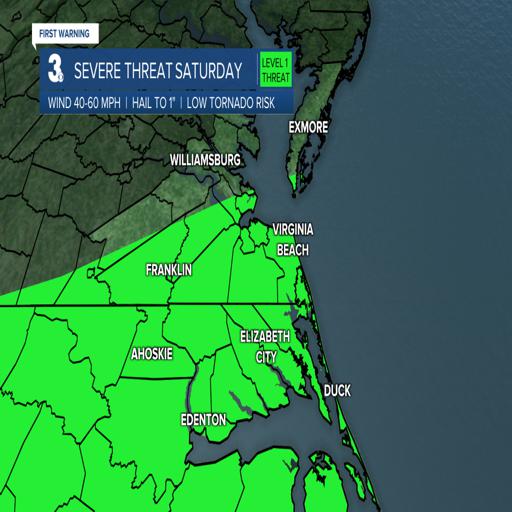 FIRST WARNING
3
SEVERE THREAT SATURDAY
LEVEL 1
THREAT
WIND 40-60 MPH | HAIL TO 1" | LOW TORNADO RISK
EXMORE
WILLIAMSBURG
VIRGINIA
BEACH
FRANKLIN
ELIZABETH
CITY
AHOSKIE
DUCK
EDENTON